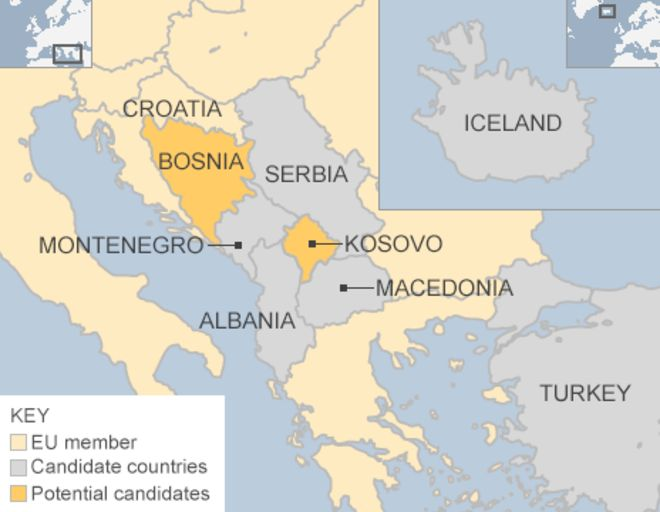 CROATIA
ICELAND
BOSNIA
SERBIA
MONTENEGRO
KOSOVO
MACEDONIA
ALBANIA
TURKEY
KEY
EU member
Candidate countries
Potential candidates